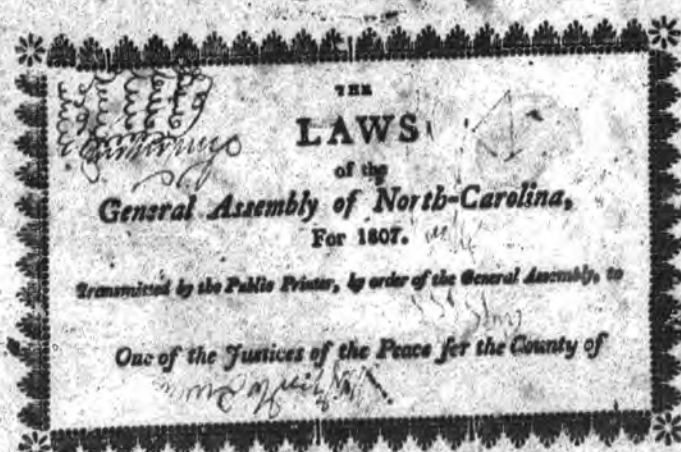 THE
LAWS
of the
General Assembly of North-Carolina,
For 1807.
Transmitted by the Public Printer, by order of the General Assembly, to
One of the Justices of the Peace for the County of